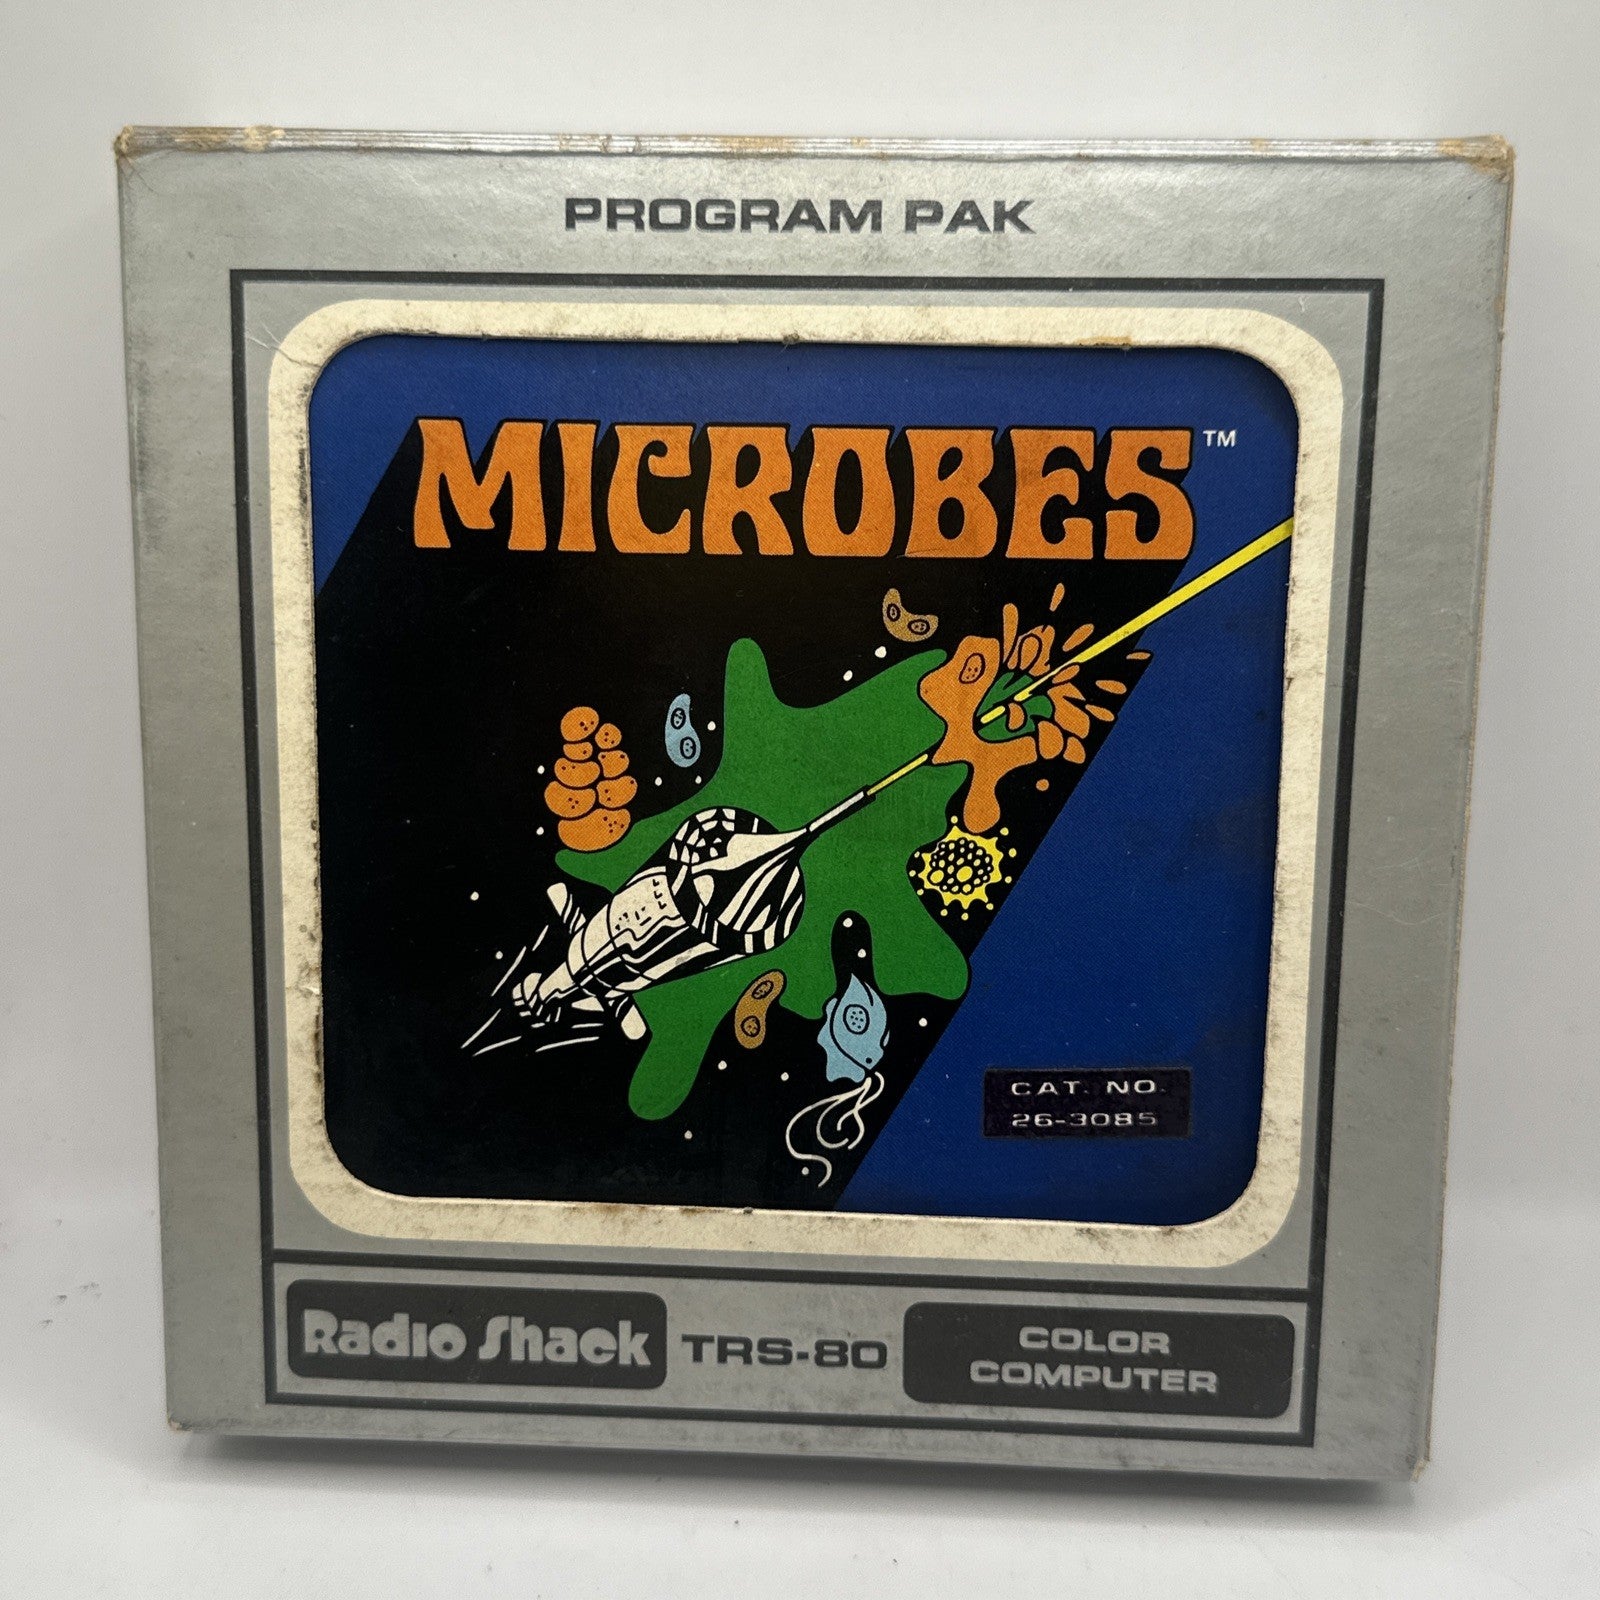 PROGRAM PAK
MICROBES™
CAT. NO.
26-3085
Radio Shack TRS-80 COLOR
COMPUTER